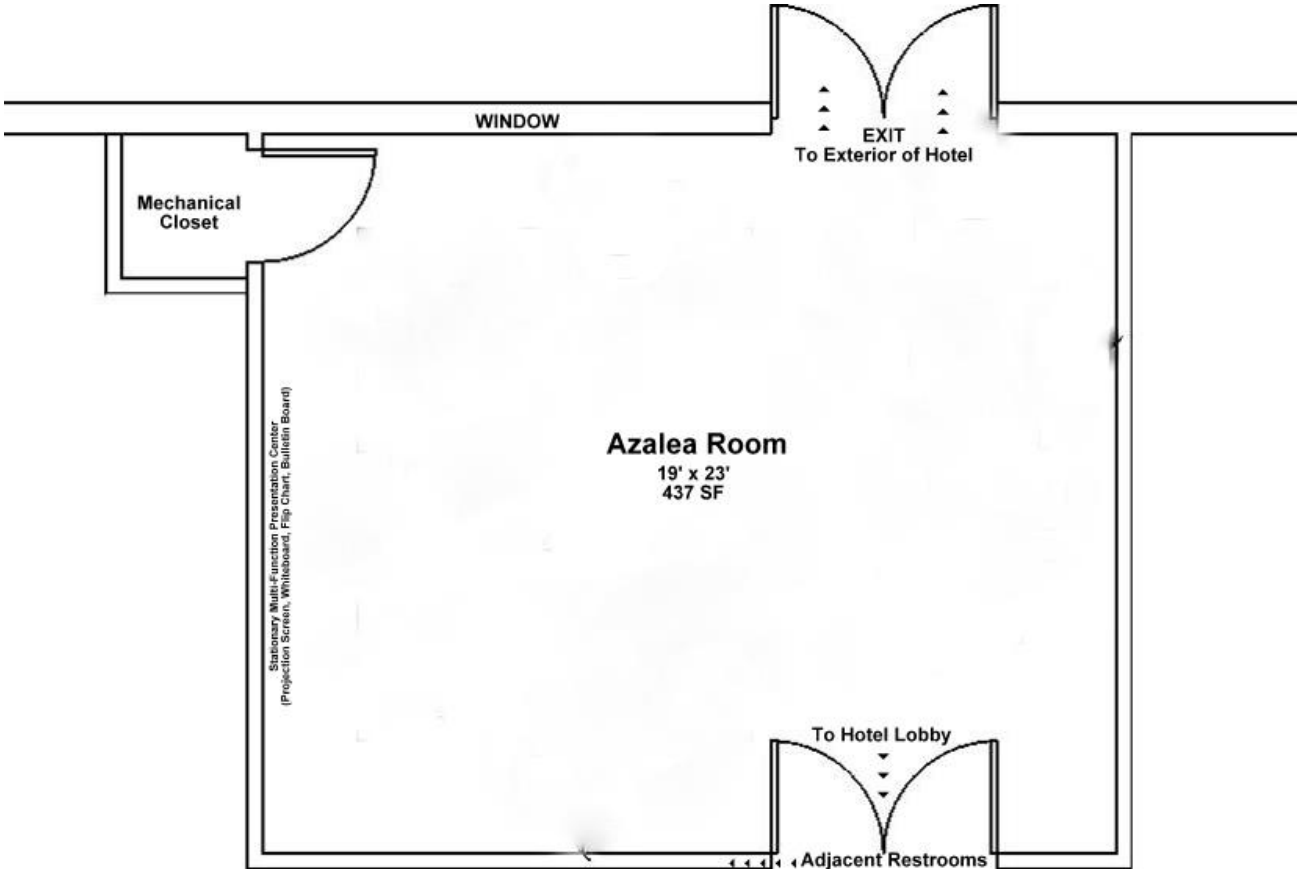 WINDOW
EXIT
To Exterior of Hotel
Mechanical
Closet
Stationary Multi-Function Presentation Center
(Projection Screen, Whiteboard, Flip Chart, Bulletin Board)
Azalea Room
19' x 23'
437 SF
To Hotel Lobby
Adjacent Restrooms